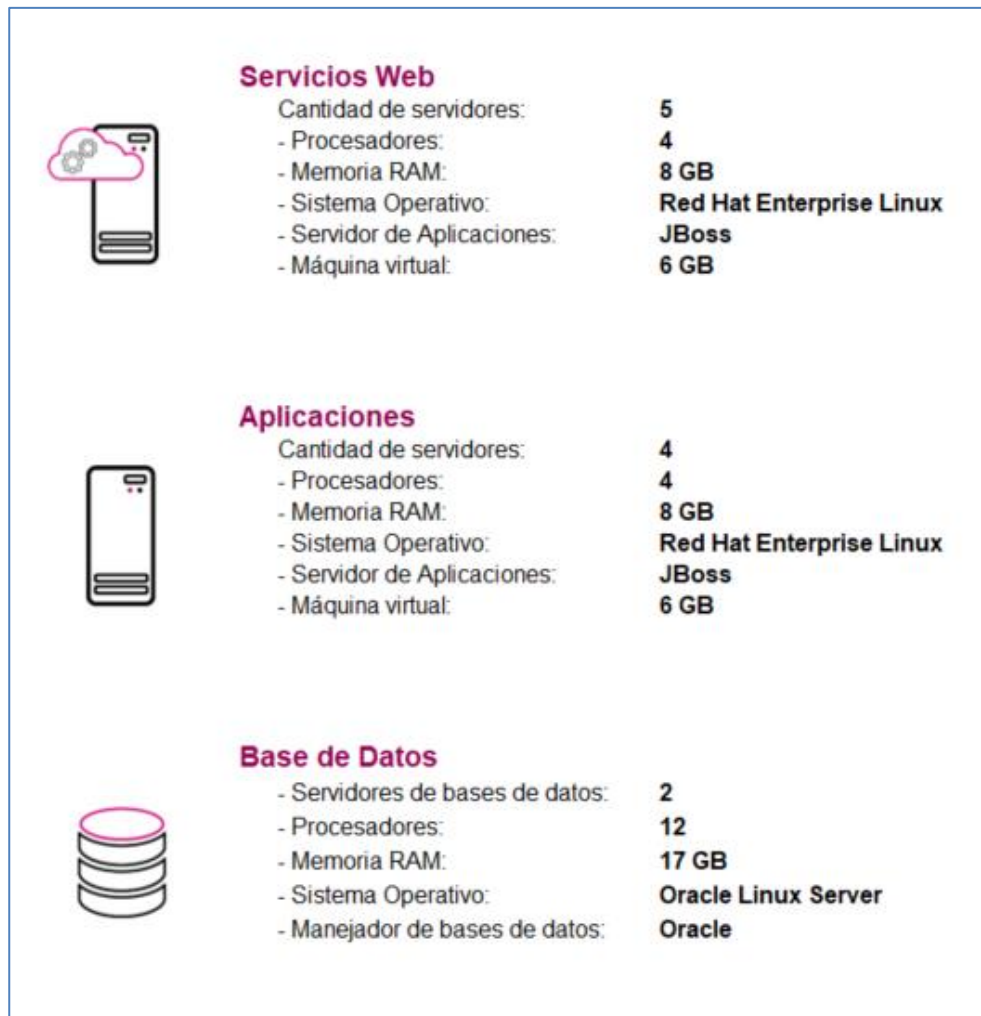 Servicios Web
Cantidad de servidores: 5
- Procesadores: 4
- Memoria RAM: 8 GB
- Sistema Operativo: Red Hat Enterprise Linux
- Servidor de Aplicaciones: JBoss
- Máquina virtual: 6 GB
Aplicaciones
Cantidad de servidores: 4
- Procesadores: 4
- Memoria RAM: 8 GB
- Sistema Operativo: Red Hat Enterprise Linux
- Servidor de Aplicaciones: JBoss
- Máquina virtual: 6 GB
Base de Datos
- Servidores de bases de datos: 2
- Procesadores: 12
- Memoria RAM: 17 GB
- Sistema Operativo: Oracle Linux Server
- Manejador de bases de datos: Oracle